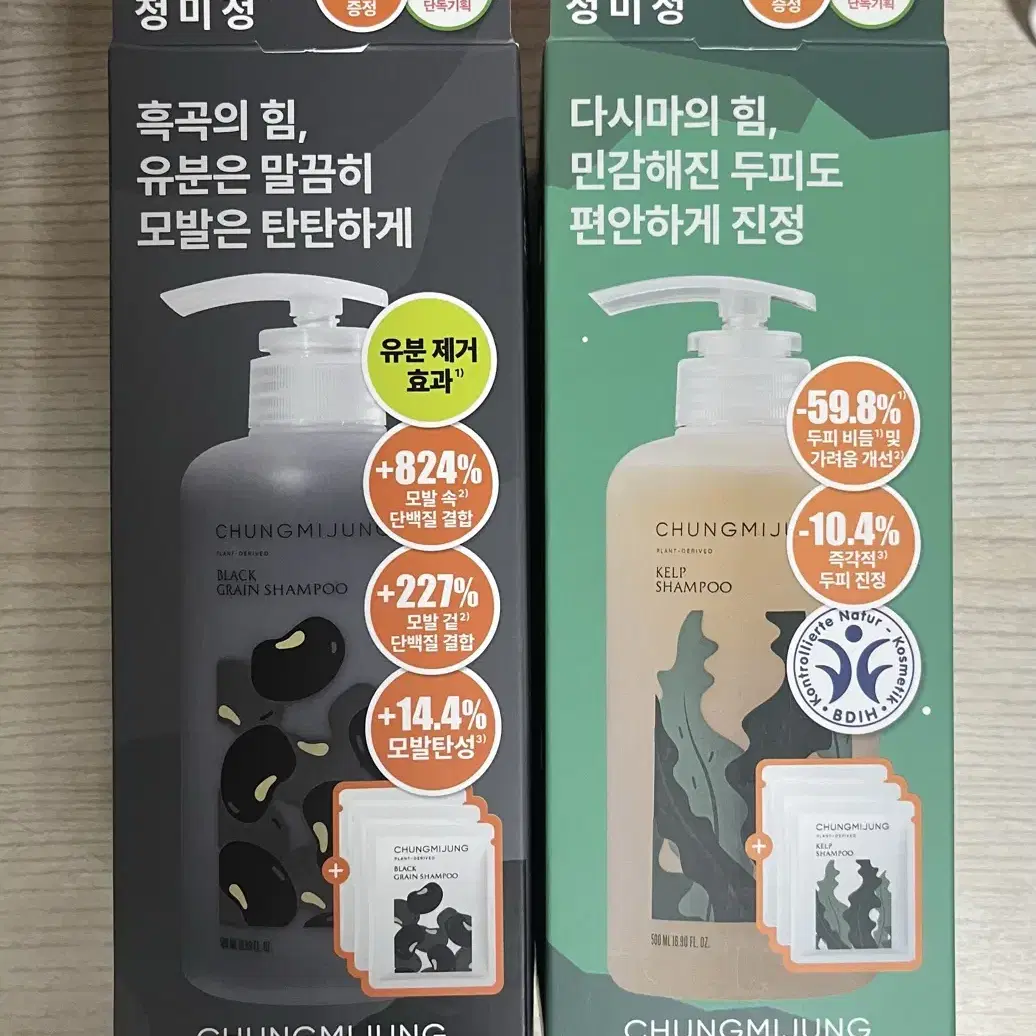 청미정
증정
단독기획
흑곡의 힘,
유분은 말끔히
모발은 탄탄하게
유분 제거
효과¹⁾
+824%
모발 속²⁾
단백질 결합
CHUNGMIJUNG
PLANT-DERIVED
BLACK
GRAIN SHAMPOO
+227%
모발 겉²⁾
단백질 결합
+14.4%
모발탄성³⁾
+
CHUNGMIJUNG
PLANT-DERIVED
BLACK
GRAIN SHAMPOO
CHUNGMIJUNG
청미정
증정
단독기획
다시마의 힘,
민감해진 두피도
편안하게 진정
-59.8%¹⁾
두피 비듬¹⁾ 및
가려움 개선²⁾
CHUNGMIJU
PLANT-DERIVED
KELP
SHAMPOO
-10.4%
즉각적³⁾
두피 진정
Kontrollierte Natur - Kosmetik · BDIH ·
+
CHUNGMIJUNG
PLANT-DERIVED
KELP
SHAMPOO
500 ML 16.90 FL. OZ.
CHUNGMIJUNG